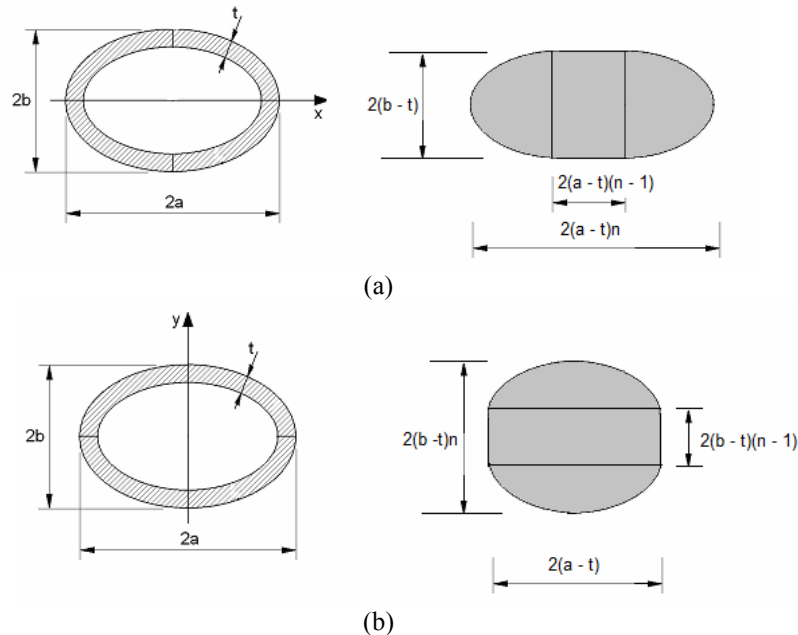 t
2b
x
2a
2(b - t)
2(a - t)(n - 1)
2(a - t)n
(a)
y
t
2b
2a
2(b -t)n
2(b - t)(n - 1)
2(a - t)
(b)